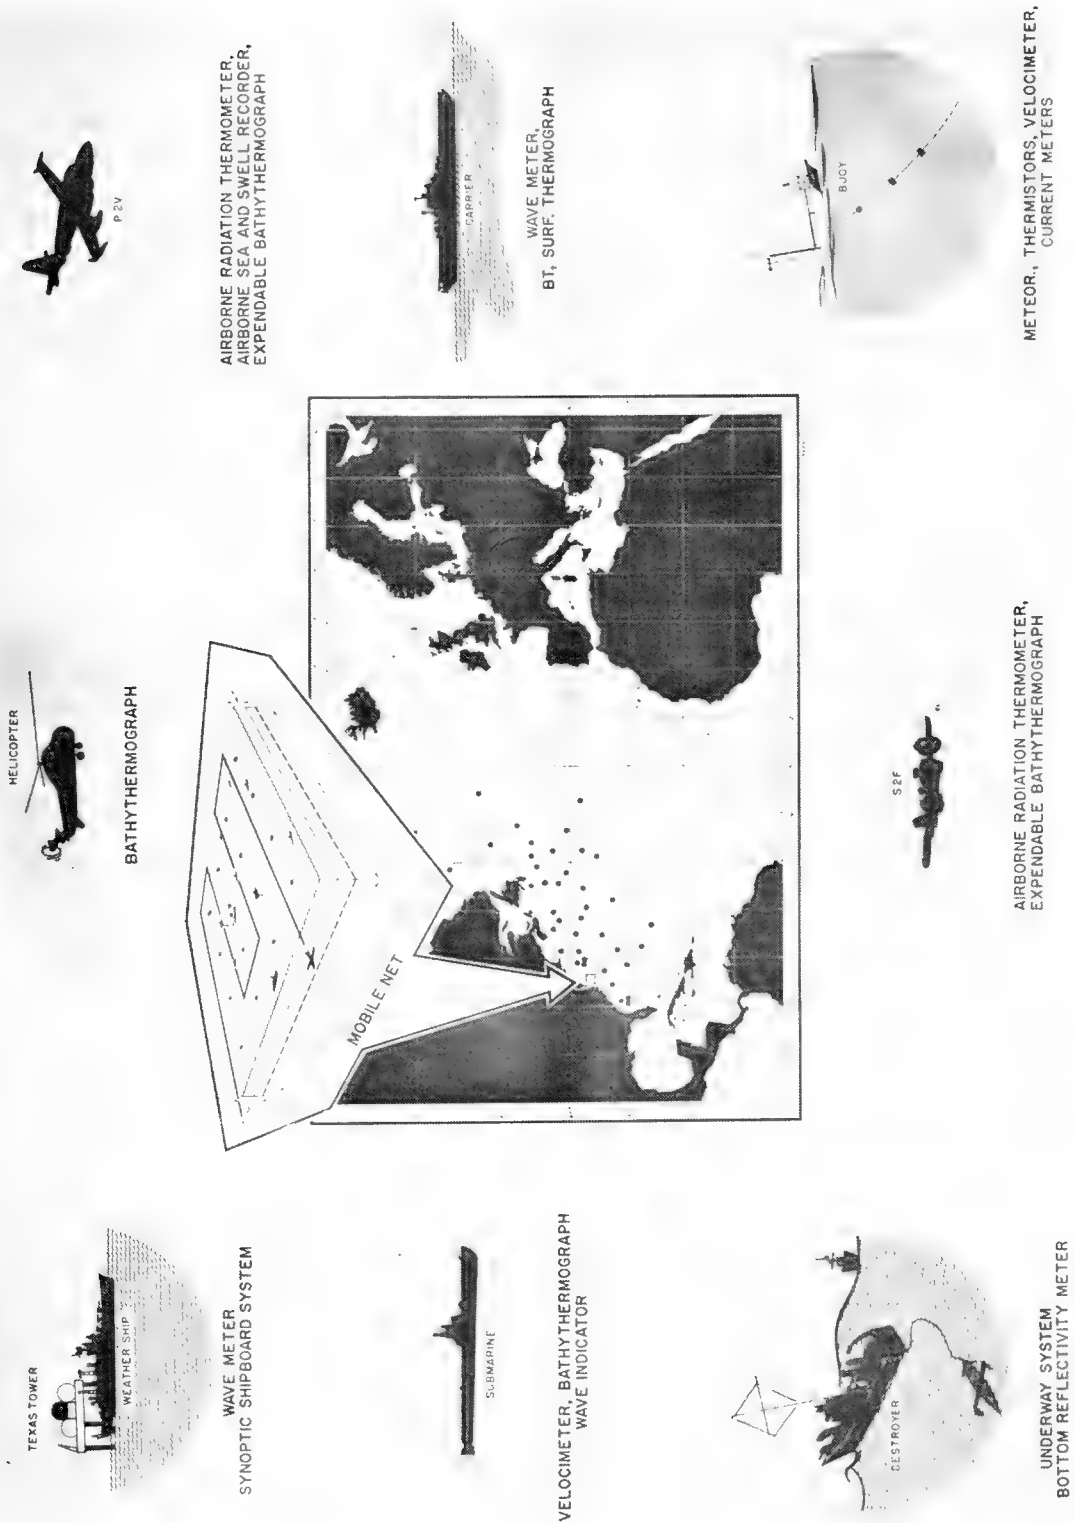 TEXAS TOWER
WEATHER SHIP
WAVE METER
SYNOPTIC SHIPBOARD SYSTEM
HELICOPTER
BATHYTHERMOGRAPH
P2V
AIRBORNE RADIATION THERMOMETER,
AIRBORNE SEA AND SWELL RECORDER,
EXPENDABLE BATHYTHERMOGRAPH
SUBMARINE
VELOCIMETER, BATHYTHERMOGRAPH
WAVE INDICATOR
MOBILE NET
CARRIER
WAVE METER,
BT, SURF. THERMOGRAPH
DESTROYER
UNDERWAY SYSTEM
BOTTOM REFLECTIVITY METER
S2F
AIRBORNE RADIATION THERMOMETER,
EXPENDABLE BATHYTHERMOGRAPH
BUOY
METEOR., THERMISTORS, VELOCIMETER,
CURRENT METERS